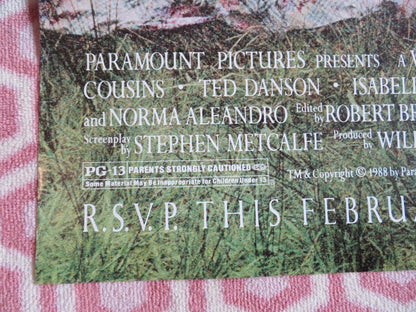 PARAMOUNT PICTURES PRESENTS A
COUSINS · TED DANSON · ISABELL
and NORMA ALEANDRO Edited by ROBERT BR
Screenplay by STEPHEN METCALFE Produced by WILL
PG-13 PARENTS STRONGLY CAUTIONED
Some Material May Be Inappropriate for Children Under 13
TM & Copyright © 1988 by Para
R.S.V.P. THIS FEBRU